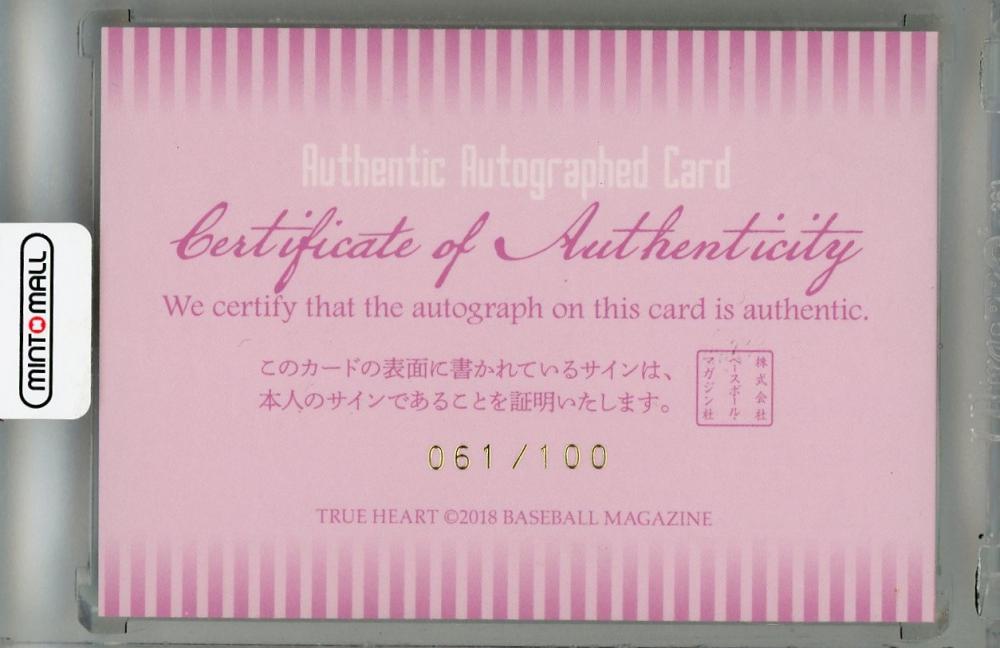 Authentic Autographed Card
Certificate of Authenticity
We certify that the autograph on this card is authentic.
このカードの表面に書かれているサインは、
本人のサインであることを証明いたします。
株式会社
ベースボール・
マガジン社
061/100
TRUE HEART ©2018 BASEBALL MAGAZINE
MINTOMALL